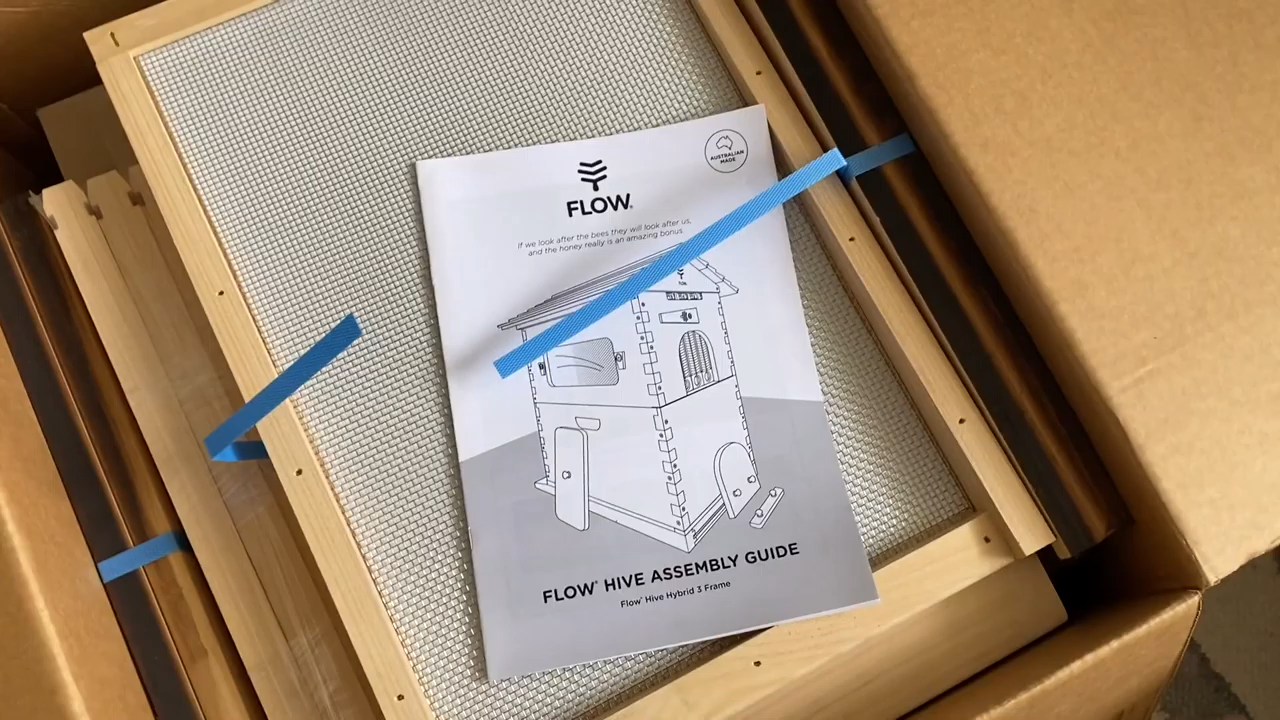 AUSTRALIAN
MADE
FLOW®
If we look after the bees they will look after us,
and the honey really is an amazing bonus.
FLOW® HIVE ASSEMBLY GUIDE
Flow® Hive Hybrid 3 Frame